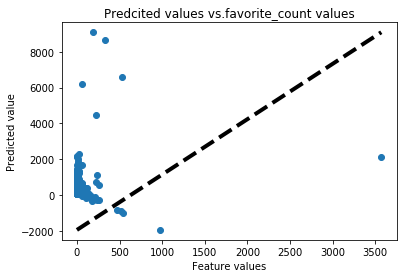 Predcited values vs.favorite_count values
Predicted value
8000
6000
4000
2000
0
−2000
0 500 1000 1500 2000 2500 3000 3500
Feature values